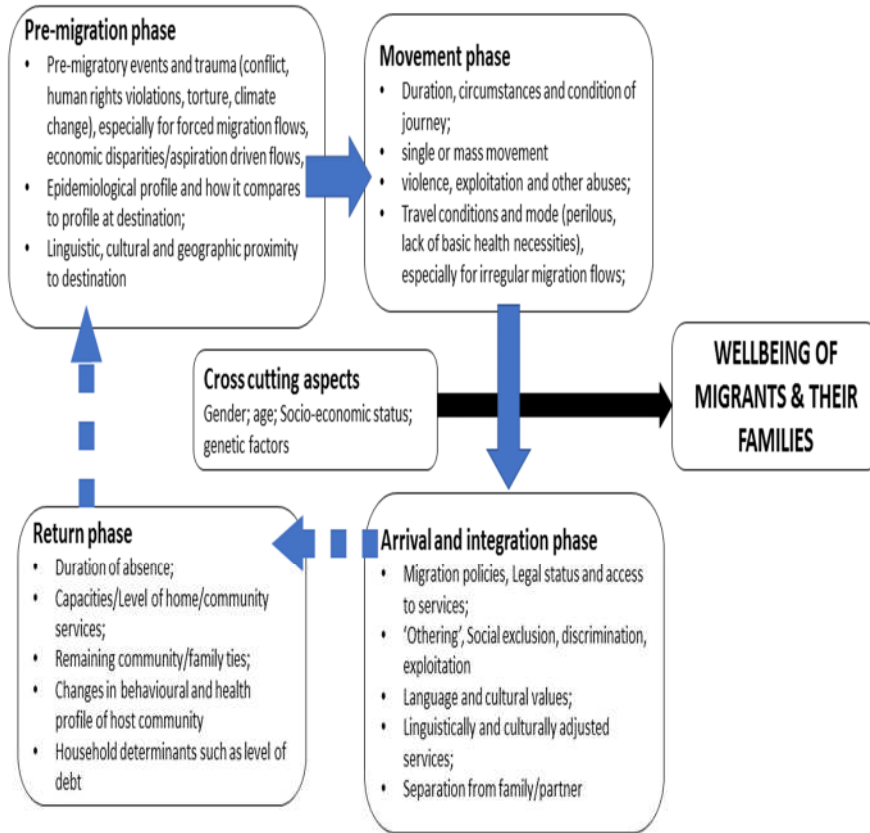 Pre-migration phase
• Pre-migratory events and trauma (conflict,
human rights violations, torture, climate
change), especially for forced migration flows,
economic disparities/aspiration driven flows,
• Epidemiological profile and how it compares
to profile at destination;
• Linguistic, cultural and geographic proximity
to destination
Movement phase
• Duration, circumstances and condition of
journey;
• single or mass movement
• violence, exploitation and other abuses;
• Travel conditions and mode (perilous,
lack of basic health necessities),
especially for irregular migration flows;
Cross cutting aspects
Gender; age; Socio-economic status;
genetic factors
WELLBEING OF
MIGRANTS & THEIR
FAMILIES
Arrival and integration phase
• Migration policies, Legal status and access
to services;
• ‘Othering’, Social exclusion, discrimination,
exploitation
• Language and cultural values;
• Linguistically and culturally adjusted
services;
• Separation from family/partner
Return phase
• Duration of absence;
• Capacities/Level of home/community
services;
• Remaining community/family ties;
• Changes in behavioural and health
profile of host community
• Household determinants such as level of
debt